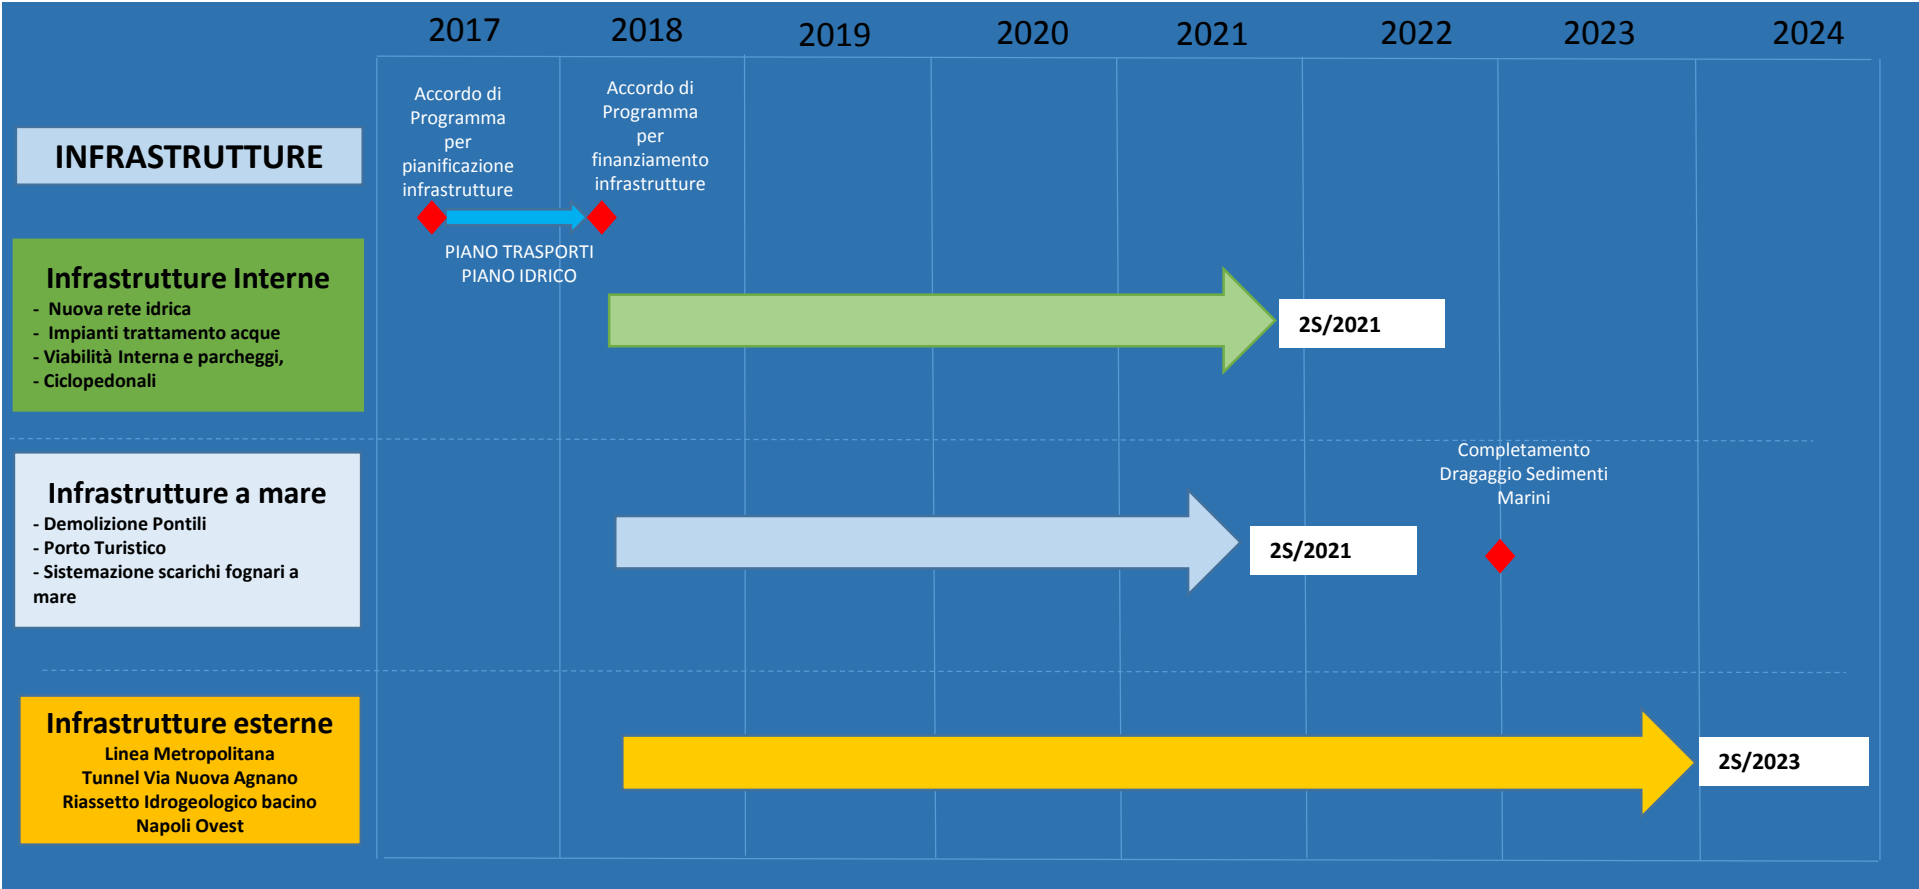 2017
2018
2019
2020
2021
2022
2023
2024
Accordo di
Programma
per
pianificazione
infrastrutture
Accordo di
Programma
per
finanziamento
infrastrutture
INFRASTRUTTURE
PIANO TRASPORTI
PIANO IDRICO
Infrastrutture Interne
- Nuova rete idrica
- Impianti trattamento acque
- Viabilità Interna e parcheggi,
- Ciclopedonali
2S/2021
Completamento
Dragaggio Sedimenti
Marini
Infrastrutture a mare
- Demolizione Pontili
- Porto Turistico
- Sistemazione scarichi fognari a
mare
2S/2021
Infrastrutture esterne
Linea Metropolitana
Tunnel Via Nuova Agnano
Riassetto Idrogeologico bacino
Napoli Ovest
2S/2023